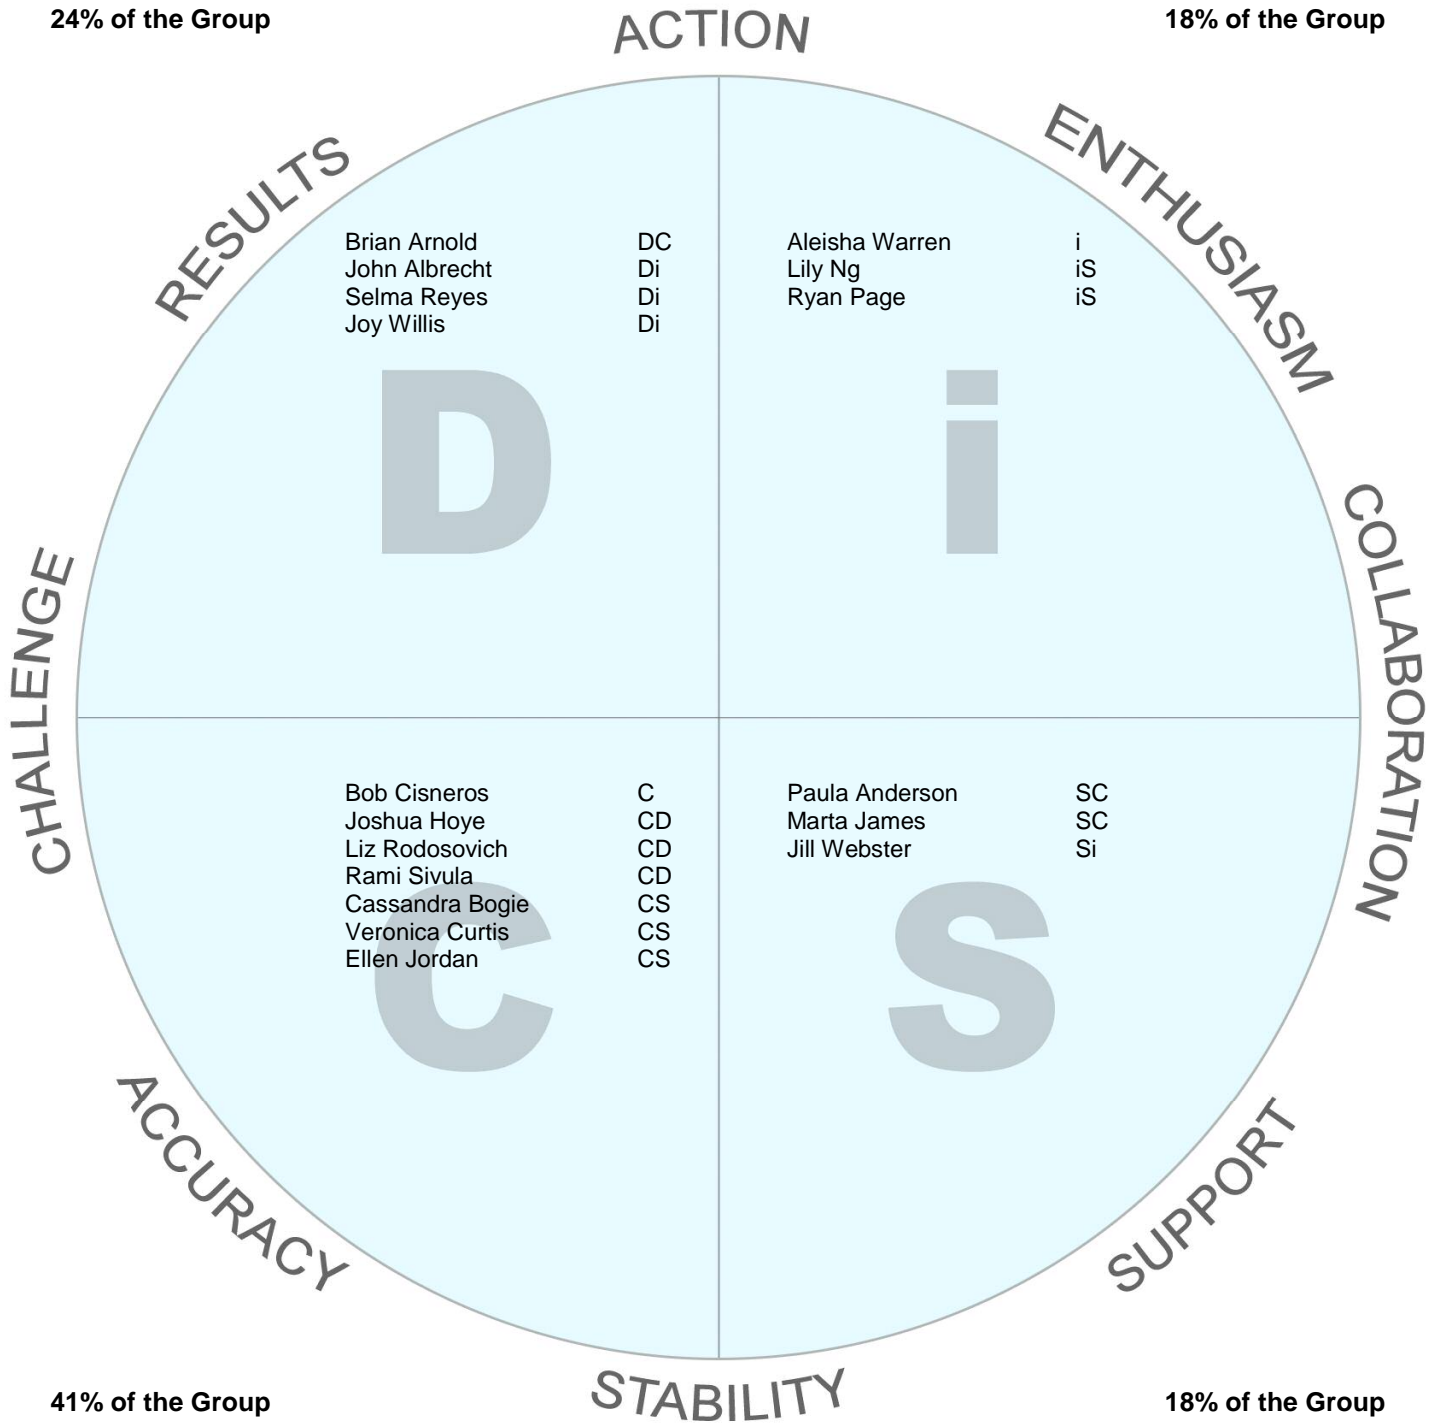 24% of the Group
18% of the Group
ACTION
RESULTS
ENTHUSIASM
Brian Arnold DC
John Albrecht Di
Selma Reyes Di
Joy Willis Di
Aleisha Warren i
Lily Ng iS
Ryan Page iS
D
i
CHALLENGE
COLLABORATION
Bob Cisneros C
Joshua Hoye CD
Liz Rodosovich CD
Rami Sivula CD
Cassandra Bogie CS
Veronica Curtis CS
Ellen Jordan CS
Paula Anderson SC
Marta James SC
Jill Webster Si
C
S
ACCURACY
SUPPORT
STABILITY
41% of the Group
18% of the Group